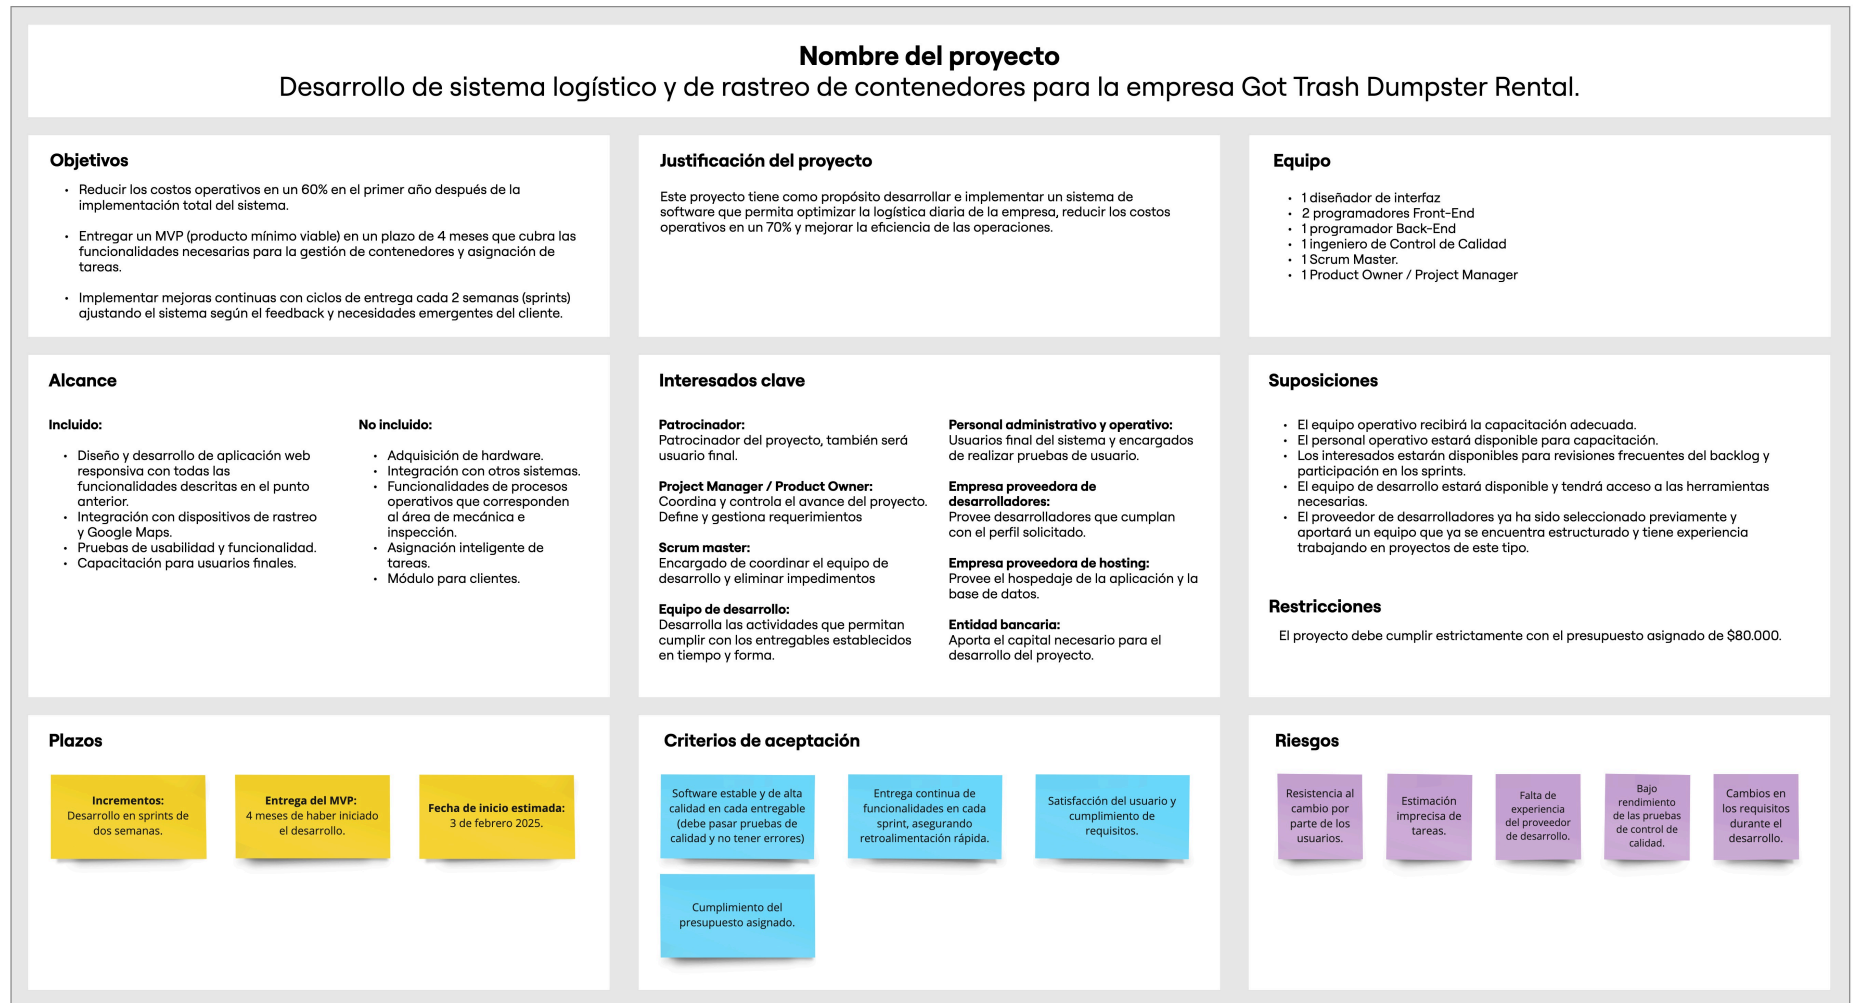 Nombre del proyecto
Desarrollo de sistema logístico y de rastreo de contenedores para la empresa Got Trash Dumpster Rental.
Objetivos
• Reducir los costos operativos en un 60% en el primer año después de la
implementación total del sistema.
• Entregar un MVP (producto mínimo viable) en un plazo de 4 meses que cubra las
funcionalidades necesarias para la gestión de contenedores y asignación de
tareas.
• Implementar mejoras continuas con ciclos de entrega cada 2 semanas (sprints)
ajustando el sistema según el feedback y necesidades emergentes del cliente.
Justificación del proyecto
Este proyecto tiene como propósito desarrollar e implementar un sistema de
software que permita optimizar la logística diaria de la empresa, reducir los costos
operativos en un 70% y mejorar la eficiencia de las operaciones.
Equipo
• 1 diseñador de interfaz
• 2 programadores Front-End
• 1 programador Back-End
• 1 ingeniero de Control de Calidad
• 1 Scrum Master.
• 1 Product Owner / Project Manager
Alcance
Incluido:
• Diseño y desarrollo de aplicación web
responsiva con todas las
funcionalidades descritas en el punto
anterior.
• Integración con dispositivos de rastreo
y Google Maps.
• Pruebas de usabilidad y funcionalidad.
• Capacitación para usuarios finales.
No incluido:
• Adquisición de hardware.
• Integración con otros sistemas.
• Funcionalidades de procesos
operativos que corresponden
al área de mecánica e
inspección.
• Asignación inteligente de
tareas.
• Módulo para clientes.
Interesados clave
Patrocinador:
Patrocinador del proyecto, también será
usuario final.
Project Manager / Product Owner:
Coordina y controla el avance del proyecto.
Define y gestiona requerimientos
Scrum master:
Encargado de coordinar el equipo de
desarrollo y eliminar impedimentos
Equipo de desarrollo:
Desarrolla las actividades que permitan
cumplir con los entregables establecidos
en tiempo y forma.
Personal administrativo y operativo:
Usuarios final del sistema y encargados
de realizar pruebas de usuario.
Empresa proveedora de
desarrolladores:
Provee desarrolladores que cumplan
con el perfil solicitado.
Empresa proveedora de hosting:
Provee el hospedaje de la aplicación y la
base de datos.
Entidad bancaria:
Aporta el capital necesario para el
desarrollo del proyecto.
Suposiciones
• El equipo operativo recibirá la capacitación adecuada.
• El personal operativo estará disponible para capacitación.
• Los interesados estarán disponibles para revisiones frecuentes del backlog y
participación en los sprints.
• El equipo de desarrollo estará disponible y tendrá acceso a las herramientas
necesarias.
• El proveedor de desarrolladores ya ha sido seleccionado previamente y
aportará un equipo que ya se encuentra estructurado y tiene experiencia
trabajando en proyectos de este tipo.
Restricciones
El proyecto debe cumplir estrictamente con el presupuesto asignado de $80.000.
Plazos
Incrementos:
Desarrollo en sprints de
dos semanas.
Entrega del MVP:
4 meses de haber iniciado
el desarrollo.
Fecha de inicio estimada:
3 de febrero 2025.
Criterios de aceptación
Software estable y de alta
calidad en cada entregable
(debe pasar pruebas de
calidad y no tener errores)
Entrega continua de
funcionalidades en cada
sprint, asegurando
retroalimentación rápida.
Satisfacción del usuario y
cumplimiento de
requisitos.
Cumplimiento del
presupuesto asignado.
Riesgos
Resistencia al
cambio por
parte de los
usuarios.
Estimación
imprecisa de
tareas.
Falta de
experiencia
del proveedor
de desarrollo.
Bajo
rendimiento
de las pruebas
de control de
calidad.
Cambios en
los requisitos
durante el
desarrollo.